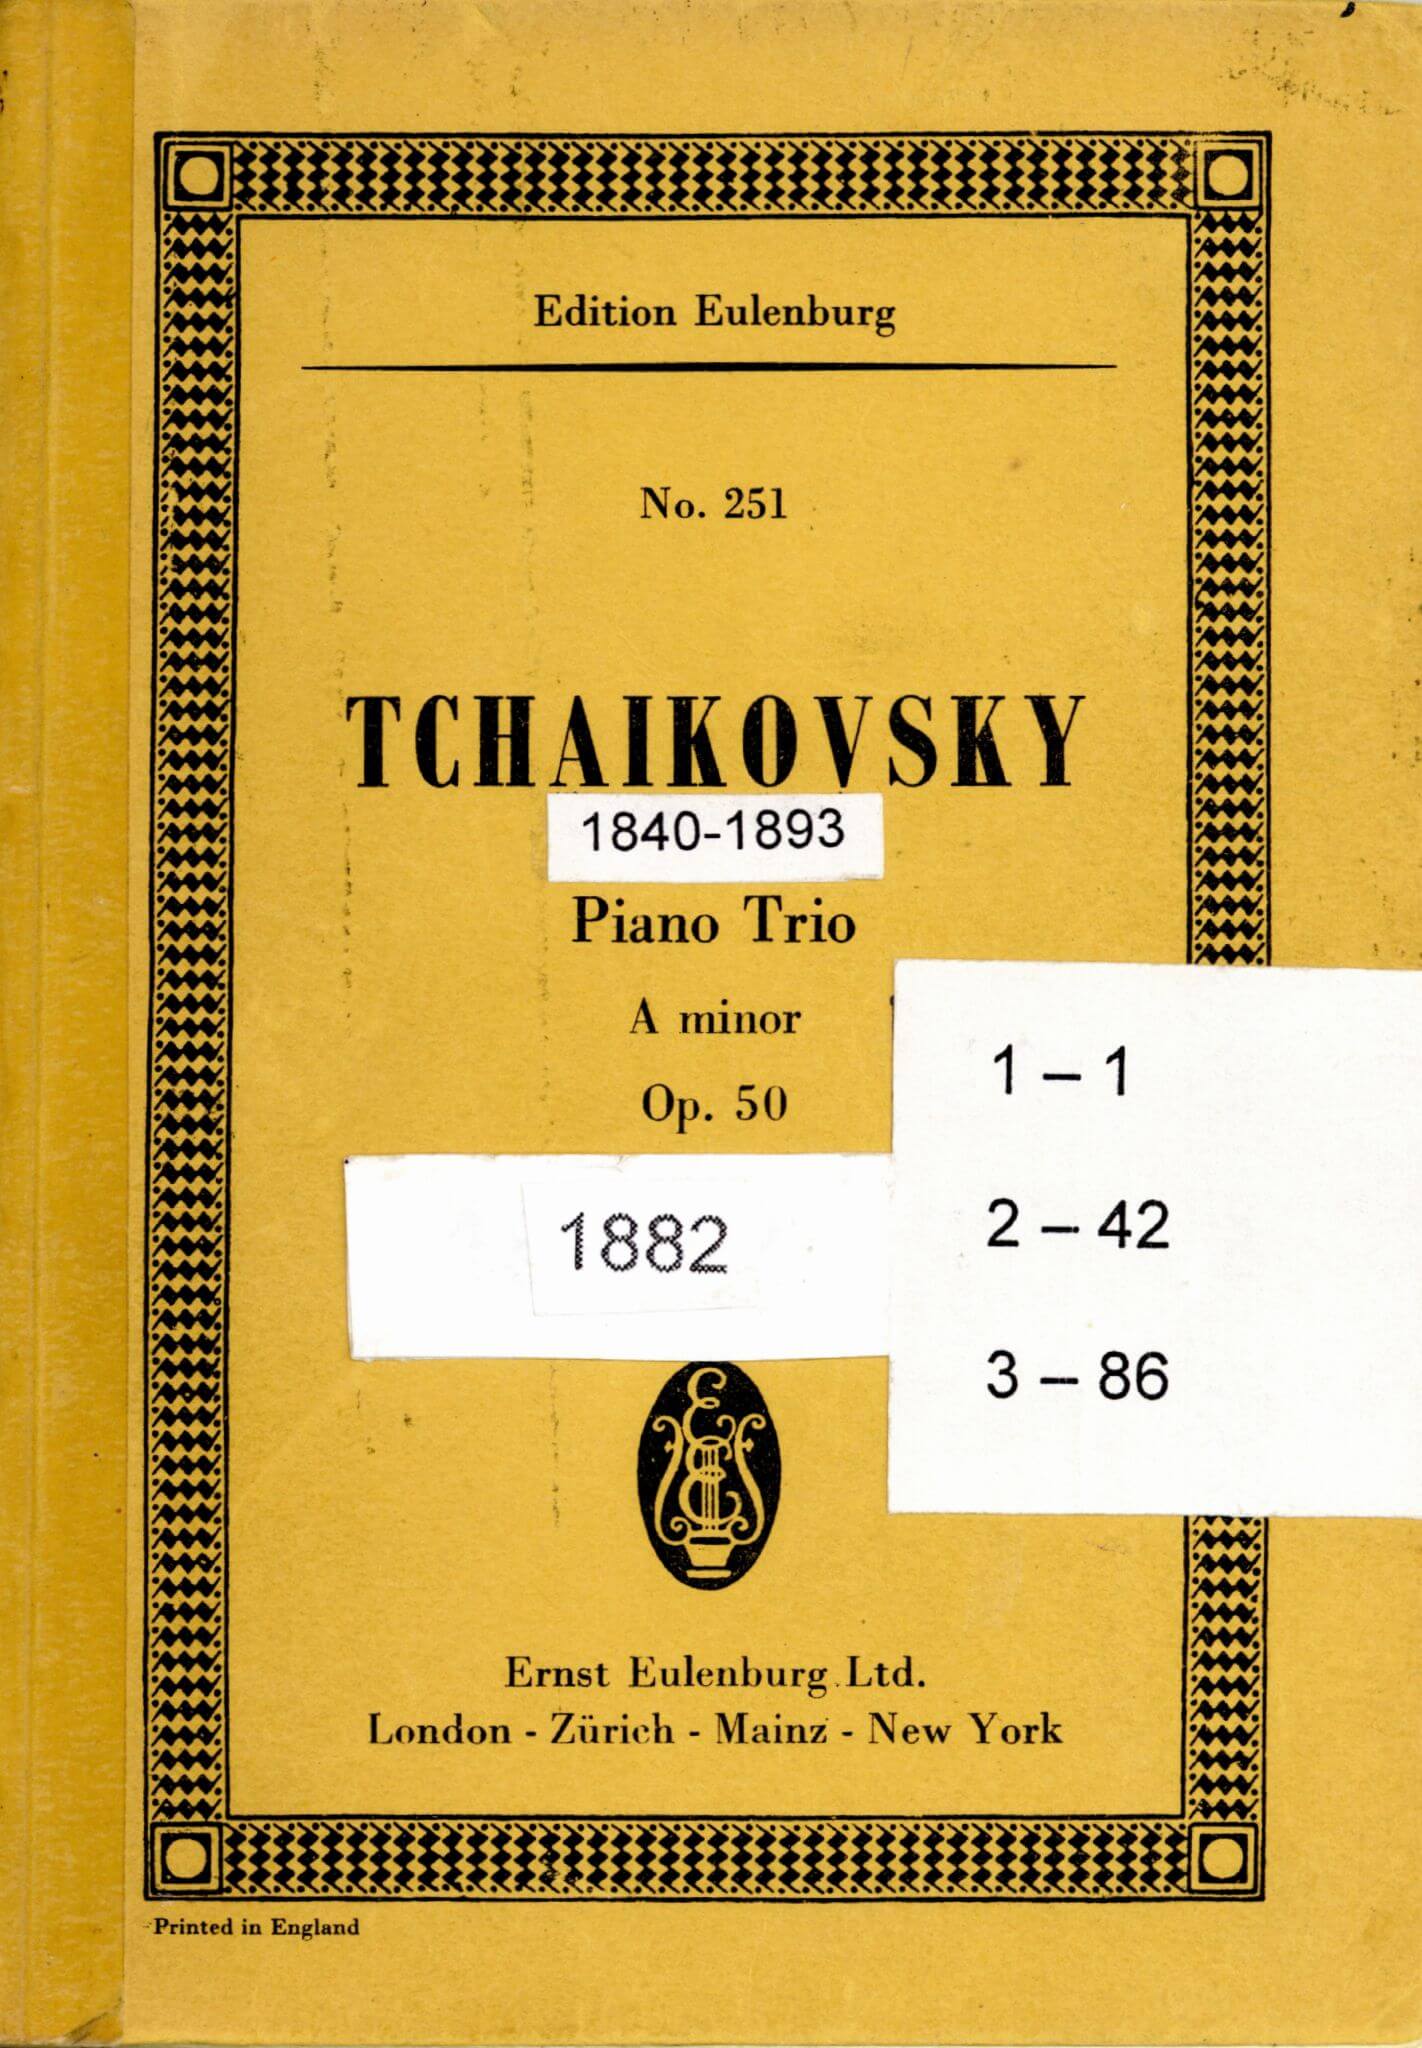 Edition Eulenburg
No. 251
TCHAIKOVSKY
1840-1893
Piano Trio
A minor
Op. 50
1882
1 – 1
2 – 42
3 – 86
Ernst Eulenburg Ltd.
London - Zürich - Mainz - New York
Printed in England